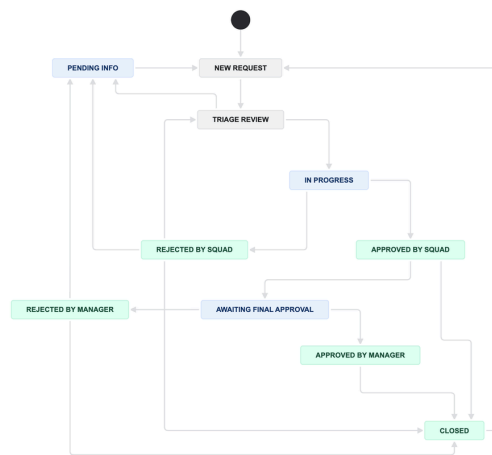 PENDING INFO
NEW REQUEST
TRIAGE REVIEW
IN PROGRESS
REJECTED BY SQUAD
APPROVED BY SQUAD
REJECTED BY MANAGER
AWAITING FINAL APPROVAL
APPROVED BY MANAGER
CLOSED